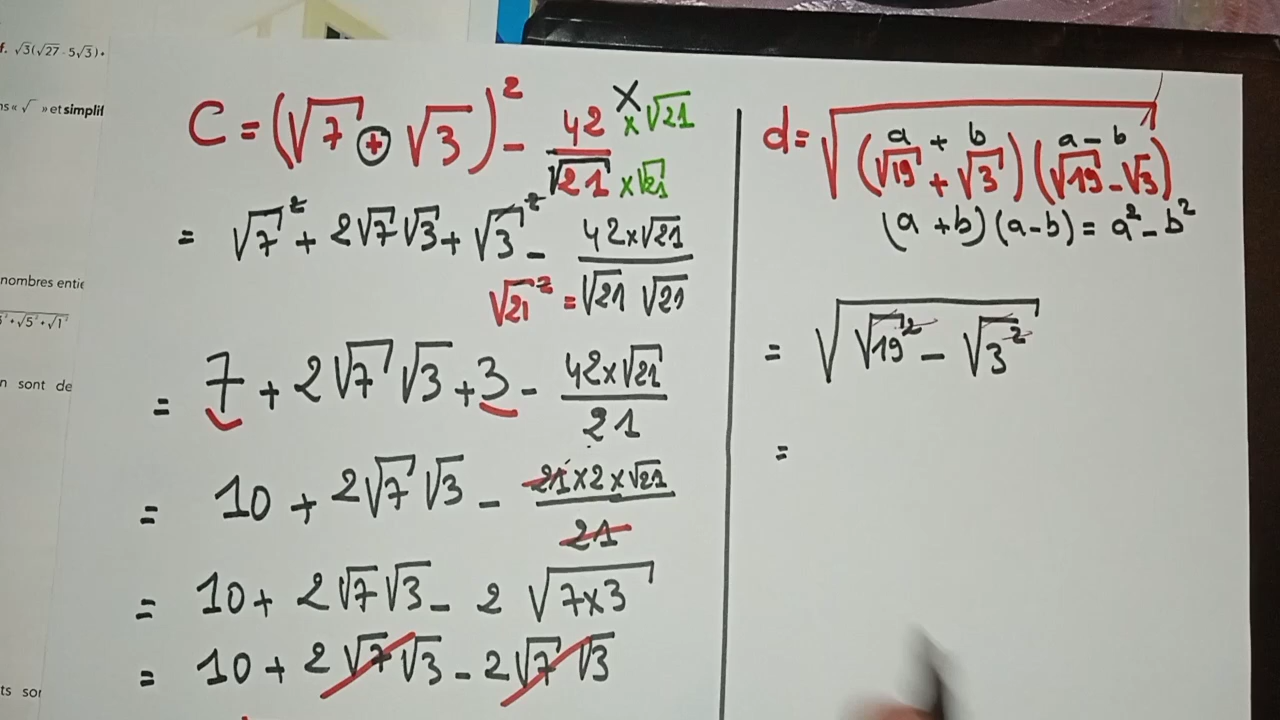 f. √3(√27 · 5√3) •
ns « √ » et simplif
nombres entie
√5² + √1²
n sont de
ts sor
C = (√7 + √3)² - 42/√21 × √21/√21
= √7² + 2√7√3 + √3² - 42×√21/√21 √21
√21² =
= 7 + 2√7√3 + 3 - 42×√21/21
= 10 + 2√7√3 - 21×2×√21/21
= 10 + 2√7√3 - 2√7×3
= 10 + 2√7√3 - 2√7√3
a + b a - b
d = √(√19 + √3)(√19 - √3)
(a + b)(a - b) = a² - b²
= √(√19² - √3²)
=